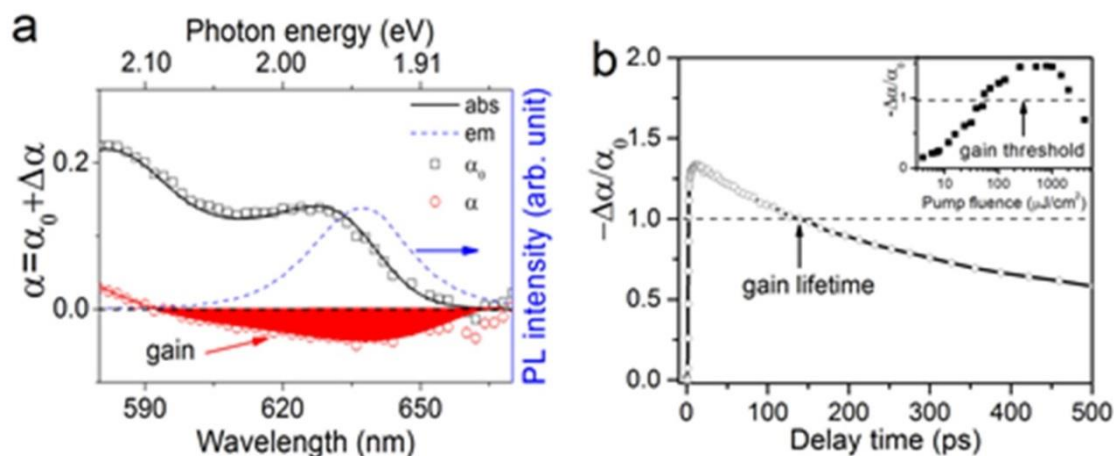 a
Photon energy (eV)
2.10 2.00 1.91
abs
em
α₀
α
0.2
0.0
α=α₀+Δα
PL intensity (arb. unit)
gain
590 620 650
Wavelength (nm)
b
2.0
1.5
1.0
0.5
0.0
−Δα/α₀
gain lifetime
0 100 200 300 400 500
Delay time (ps)
-Δα/α₀
1
0
gain threshold
10 100 1000
Pump fluence (μJ/cm²)